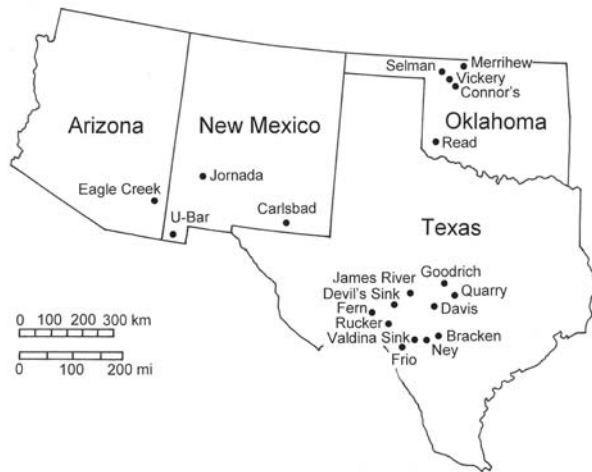 Merrihew
Selman
Vickery
Connor's
Arizona
New Mexico
Oklahoma
Read
Jornada
Eagle Creek
Carlsbad
U-Bar
Texas
Goodrich
James River
Devil's Sink
Quarry
Fern
Davis
Rucker
Valdina Sink
Bracken
Ney
Frio
0 100 200 300 km
0 100 200 mi